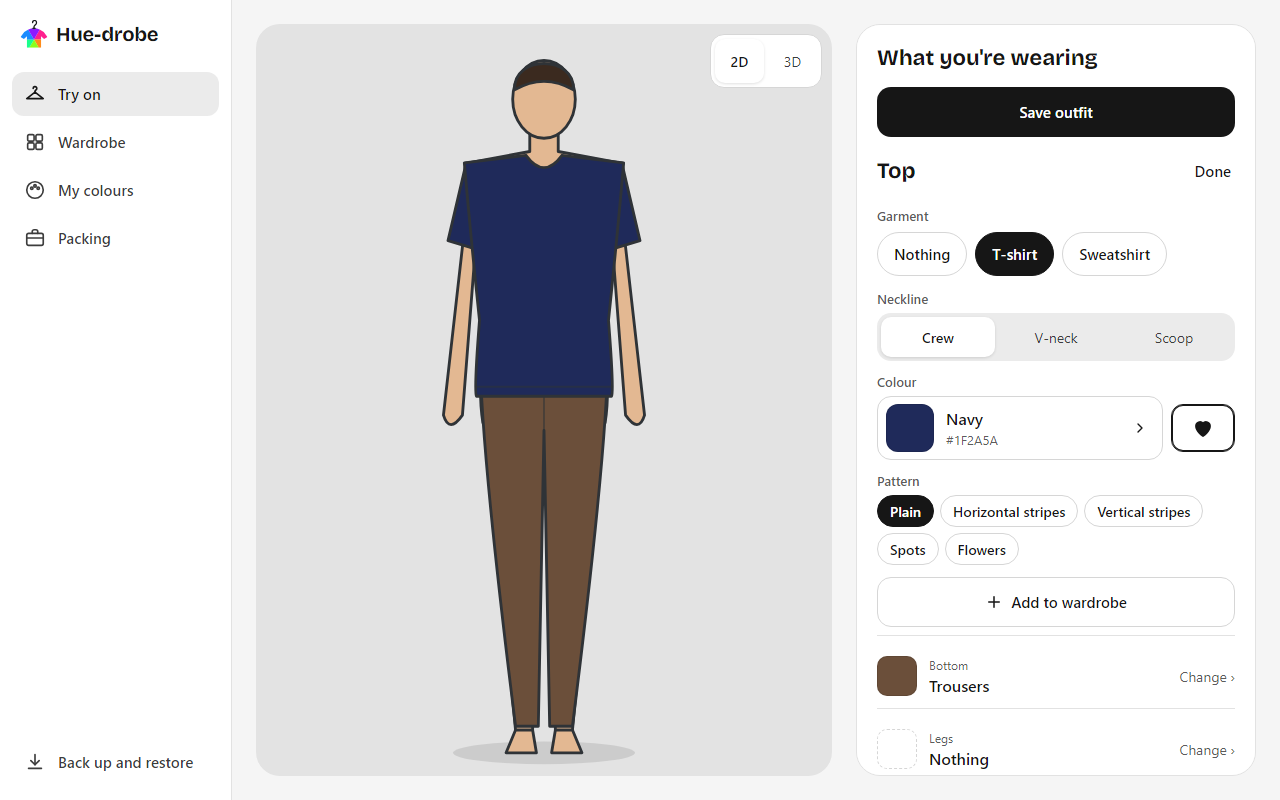 Hue-drobe
Try on
Wardrobe
My colours
Packing
Back up and restore
2D
3D
What you're wearing
Save outfit
Top
Done
Garment
Nothing
T-shirt
Sweatshirt
Neckline
Crew
V-neck
Scoop
Colour
Navy
#1F2A5A
Pattern
Plain
Horizontal stripes
Vertical stripes
Spots
Flowers
Add to wardrobe
Bottom
Trousers
Change ›
Legs
Nothing
Change ›